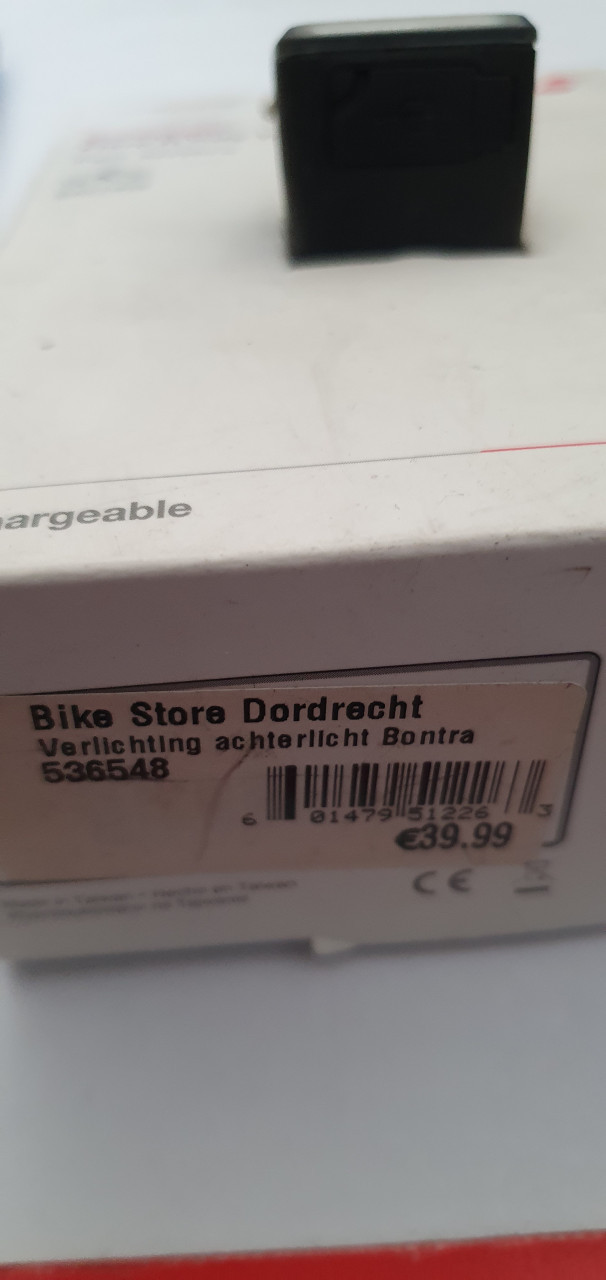 argeable
Bike Store Dordrecht
Verlichting achterlicht Bontra
536548
6 01479 51226 3
€39.99
CE